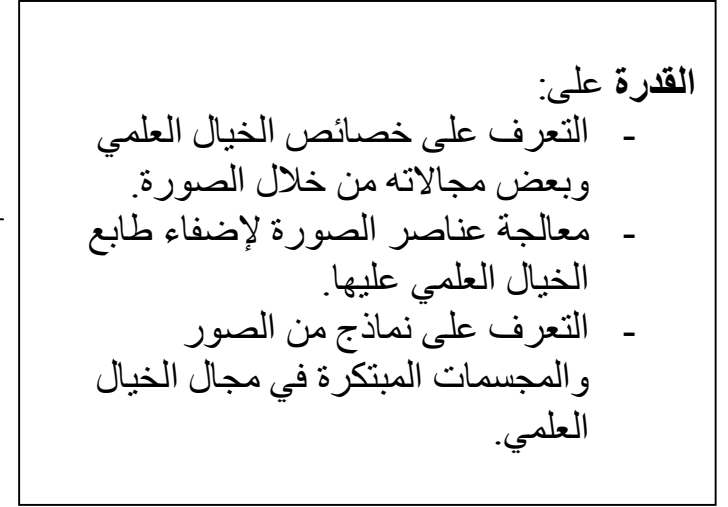 القدرة على:
- التعرف على خصائص الخيال العلمي
وبعض مجالاته من خلال الصورة.
- معالجة عناصر الصورة لإضفاء طابع
الخيال العلمي عليها.
- التعرف على نماذج من الصور
والمجسمات المبتكرة في مجال الخيال
العلمي.